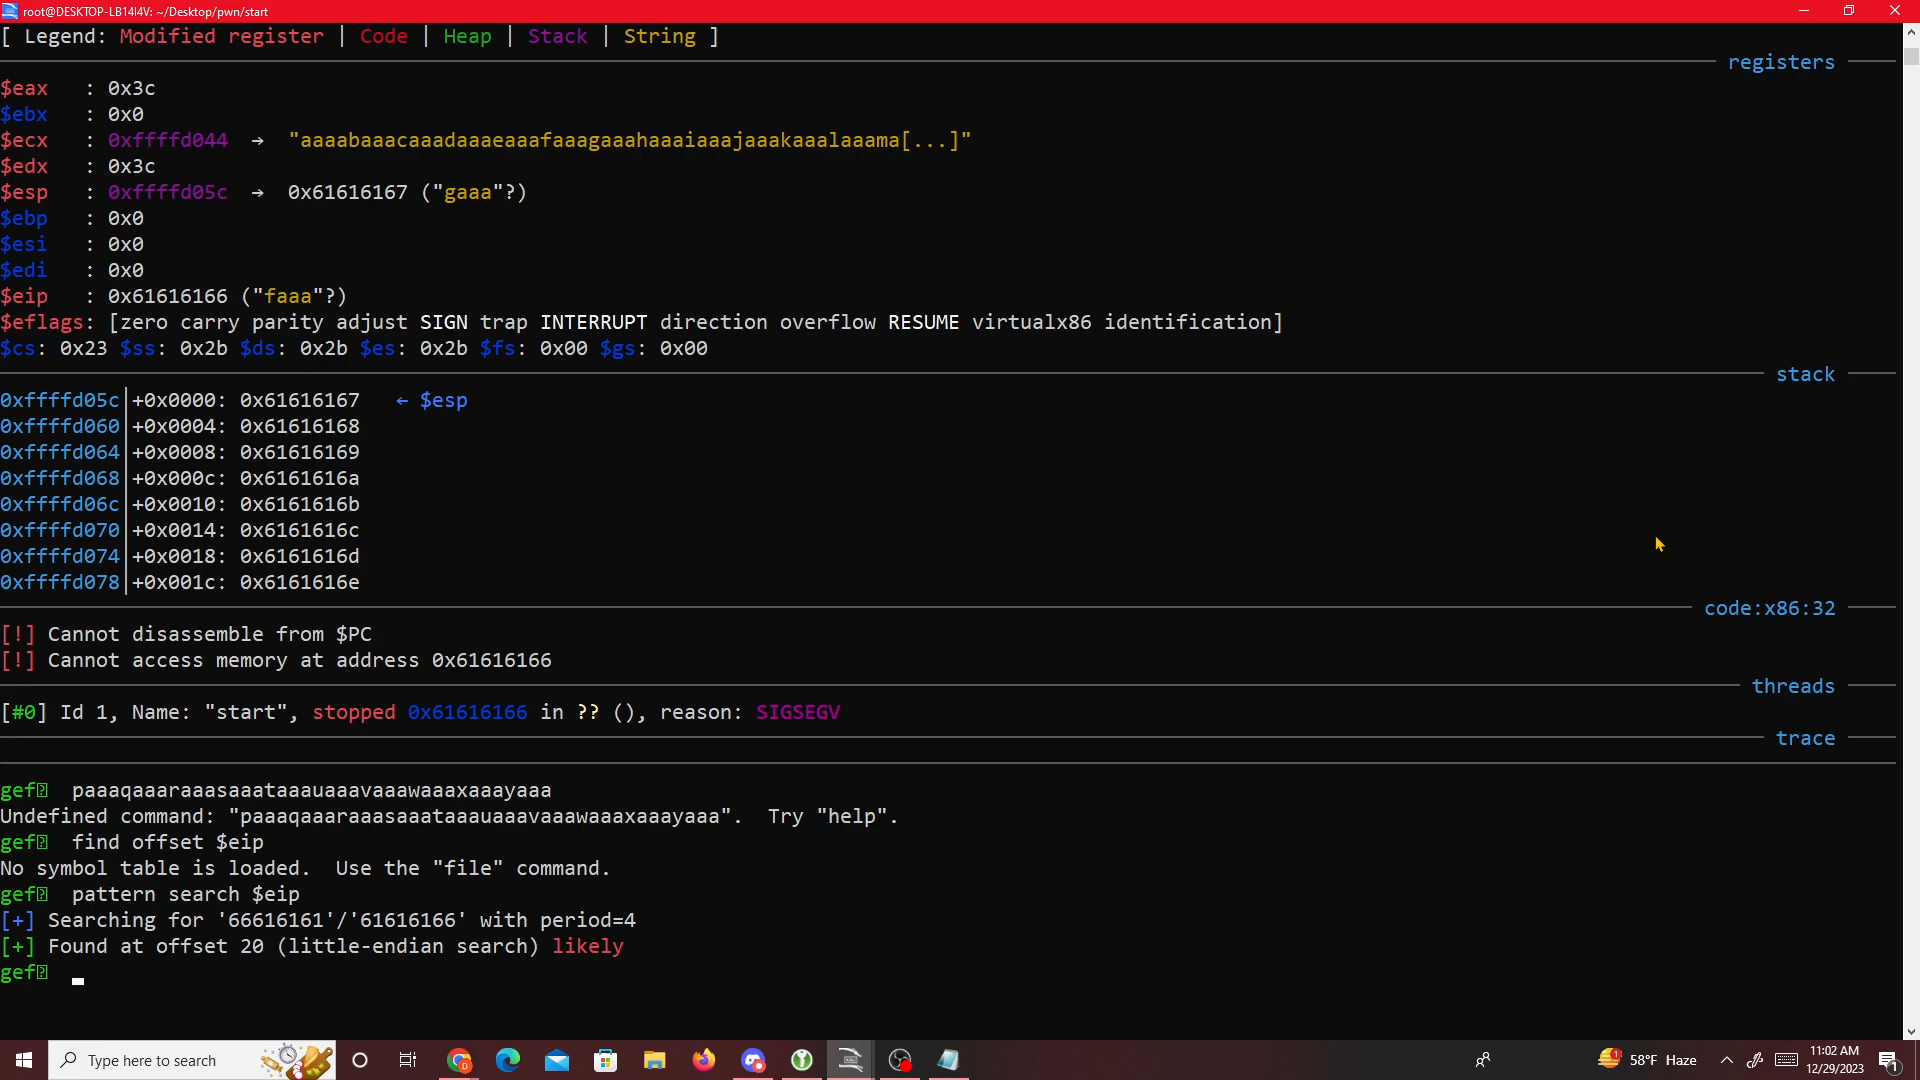 root@DESKTOP-LB14I4V: ~/Desktop/pwn/start
[ Legend: Modified register | Code | Heap | Stack | String ]
registers
$eax   : 0x3c
$ebx   : 0x0
$ecx   : 0xffffd044  →  "aaaabaaacaaadaaaeaaafaaagaaahaaaiaaajaaakaaalaaama[...]"
$edx   : 0x3c
$esp   : 0xffffd05c  →  0x61616167 ("gaaa"?)
$ebp   : 0x0
$esi   : 0x0
$edi   : 0x0
$eip   : 0x61616166 ("faaa"?)
$eflags: [zero carry parity adjust SIGN trap INTERRUPT direction overflow RESUME virtualx86 identification]
$cs: 0x23 $ss: 0x2b $ds: 0x2b $es: 0x2b $fs: 0x00 $gs: 0x00
stack
0xffffd05c│+0x0000: 0x61616167   ← $esp
0xffffd060│+0x0004: 0x61616168
0xffffd064│+0x0008: 0x61616169
0xffffd068│+0x000c: 0x6161616a
0xffffd06c│+0x0010: 0x6161616b
0xffffd070│+0x0014: 0x6161616c
0xffffd074│+0x0018: 0x6161616d
0xffffd078│+0x001c: 0x6161616e
code:x86:32
[!] Cannot disassemble from $PC
[!] Cannot access memory at address 0x61616166
threads
[#0] Id 1, Name: "start", stopped 0x61616166 in ?? (), reason: SIGSEGV
trace
gef  paaaqaaaraaasaaataaauaaavaaawaaaxaaayaaa
Undefined command: "paaaqaaaraaasaaataaauaaavaaawaaaxaaayaaa".  Try "help".
gef  find offset $eip
No symbol table is loaded.  Use the "file" command.
gef  pattern search $eip
[+] Searching for '66616161'/'61616166' with period=4
[+] Found at offset 20 (little-endian search) likely
gef
Type here to search
58°F Haze
11:02 AM
12/29/2023